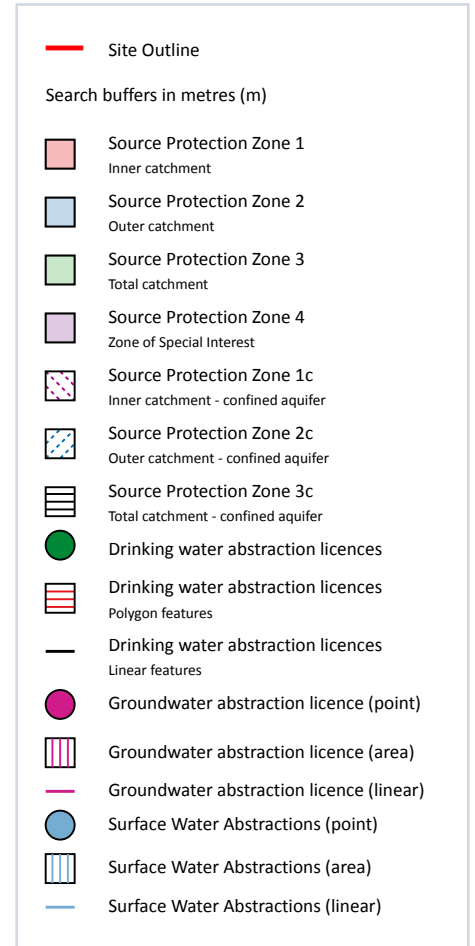 Site Outline
Search buffers in metres (m)
Source Protection Zone 1
Inner catchment
Source Protection Zone 2
Outer catchment
Source Protection Zone 3
Total catchment
Source Protection Zone 4
Zone of Special Interest
Source Protection Zone 1c
Inner catchment - confined aquifer
Source Protection Zone 2c
Outer catchment - confined aquifer
Source Protection Zone 3c
Total catchment - confined aquifer
Drinking water abstraction licences
Drinking water abstraction licences
Polygon features
Drinking water abstraction licences
Linear features
Groundwater abstraction licence (point)
Groundwater abstraction licence (area)
Groundwater abstraction licence (linear)
Surface Water Abstractions (point)
Surface Water Abstractions (area)
Surface Water Abstractions (linear)